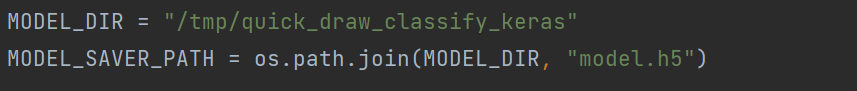 MODEL_DIR = "/tmp/quick_draw_classify_keras"
MODEL_SAVER_PATH = os.path.join(MODEL_DIR, "model.h5")